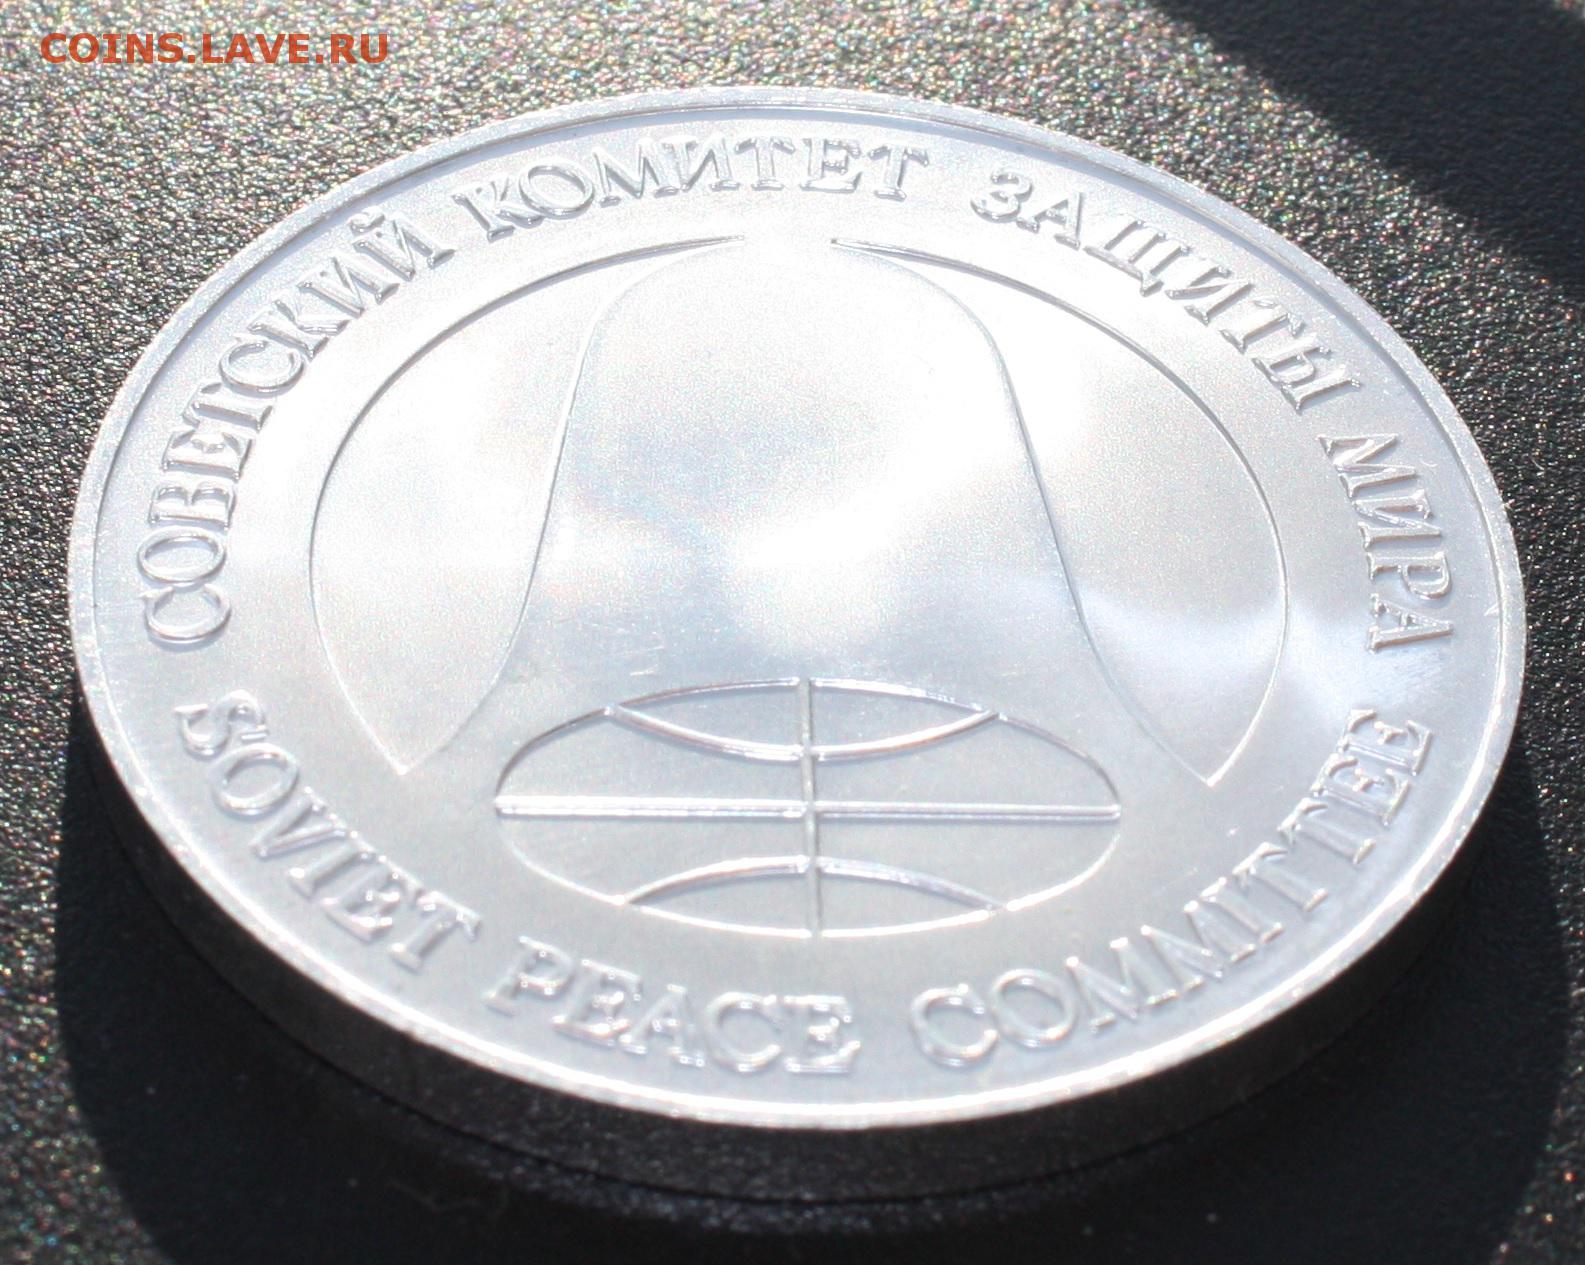 COINS.LAVE.RU
СОВЕТСКИЙ КОМИТЕТ ЗАЩИТЫ МИРА
SOVIET PEACE COMMITTEE